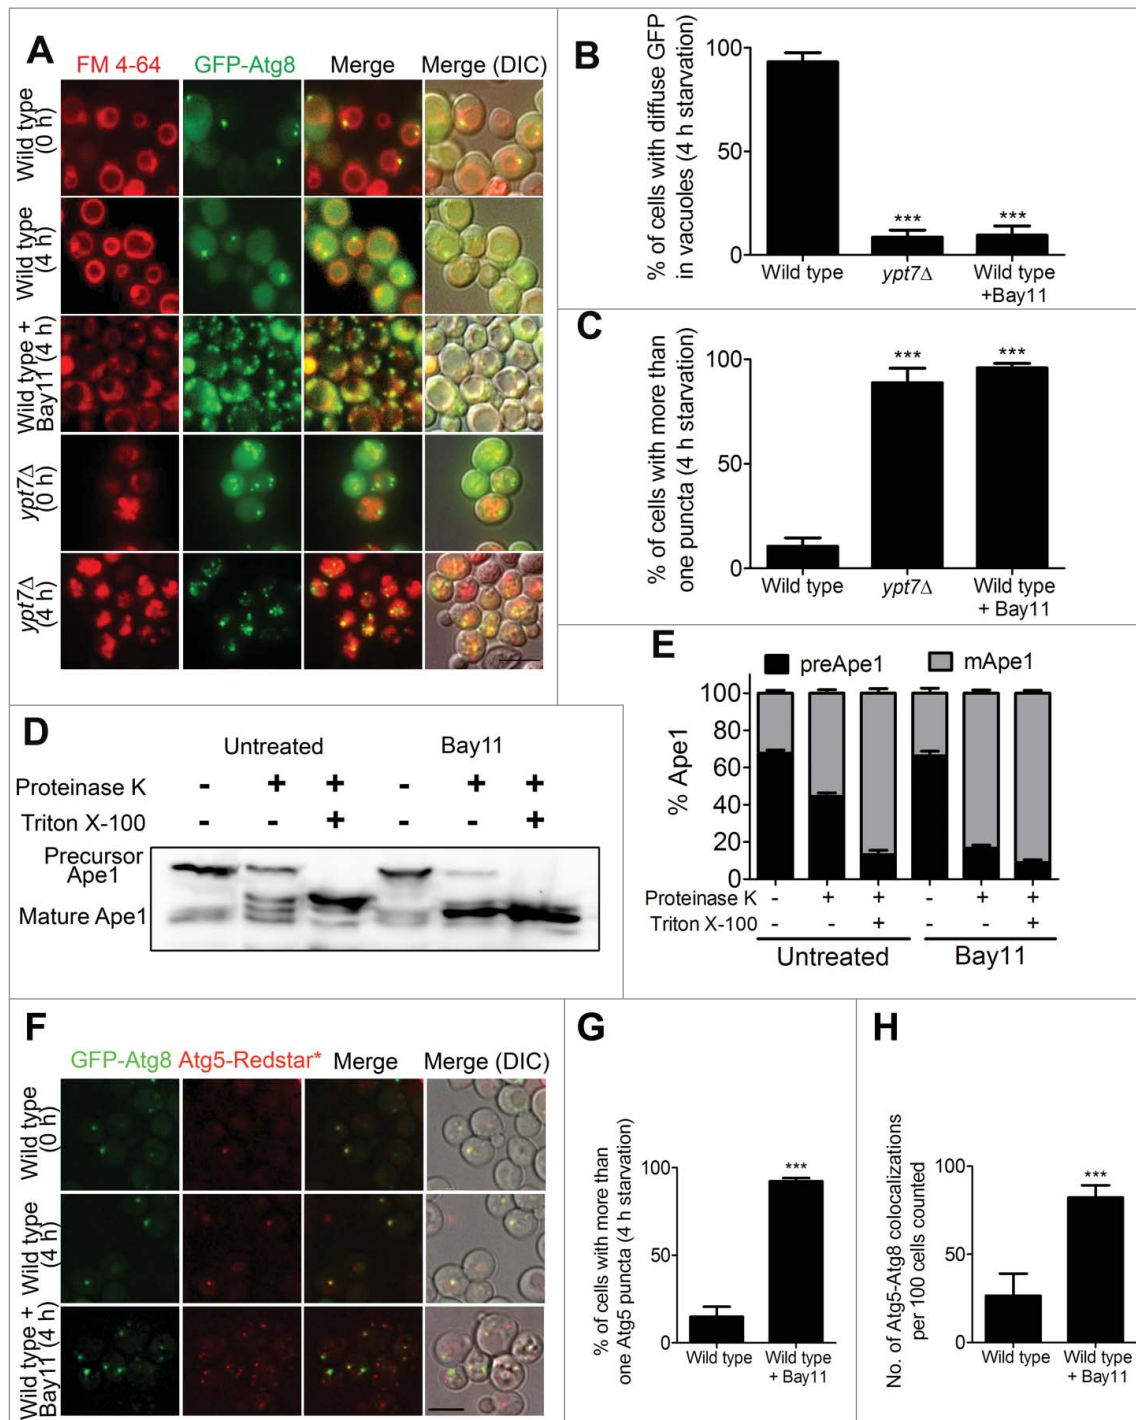 A
FM 4-64 GFP-Atg8 Merge Merge (DIC)
Wild type
(0 h)
Wild type
(4 h)
Wild type +
Bay11 (4 h)
ypt7Δ
(0 h)
ypt7Δ
(4 h)
B
% of cells with diffuse GFP
in vacuoles (4 h starvation)
100
50
0
*** ***
Wild type ypt7Δ Wild type
+Bay11
C
% of cells with more than
one puncta (4 h starvation)
100
50
0
*** ***
Wild type ypt7Δ Wild type
+ Bay11
D
Untreated Bay11
Proteinase K - + + - + +
Triton X-100 - - + - - +
Precursor
Ape1
Mature Ape1
E
preApe1 mApe1
% Ape1
100
80
60
40
20
0
Proteinase K - + + - + +
Triton X-100 - - + - - +
Untreated Bay11
F
GFP-Atg8 Atg5-Redstar* Merge Merge (DIC)
Wild type
(0 h)
Wild type
(4 h)
Wild type +
Bay11 (4 h)
G
% of cells with more than
one Atg5 puncta (4 h starvation)
100
50
0
***
Wild type Wild type
+ Bay11
H
No. of Atg5-Atg8 colocalizations
per 100 cells counted
100
50
0
***
Wild type Wild type
+ Bay11